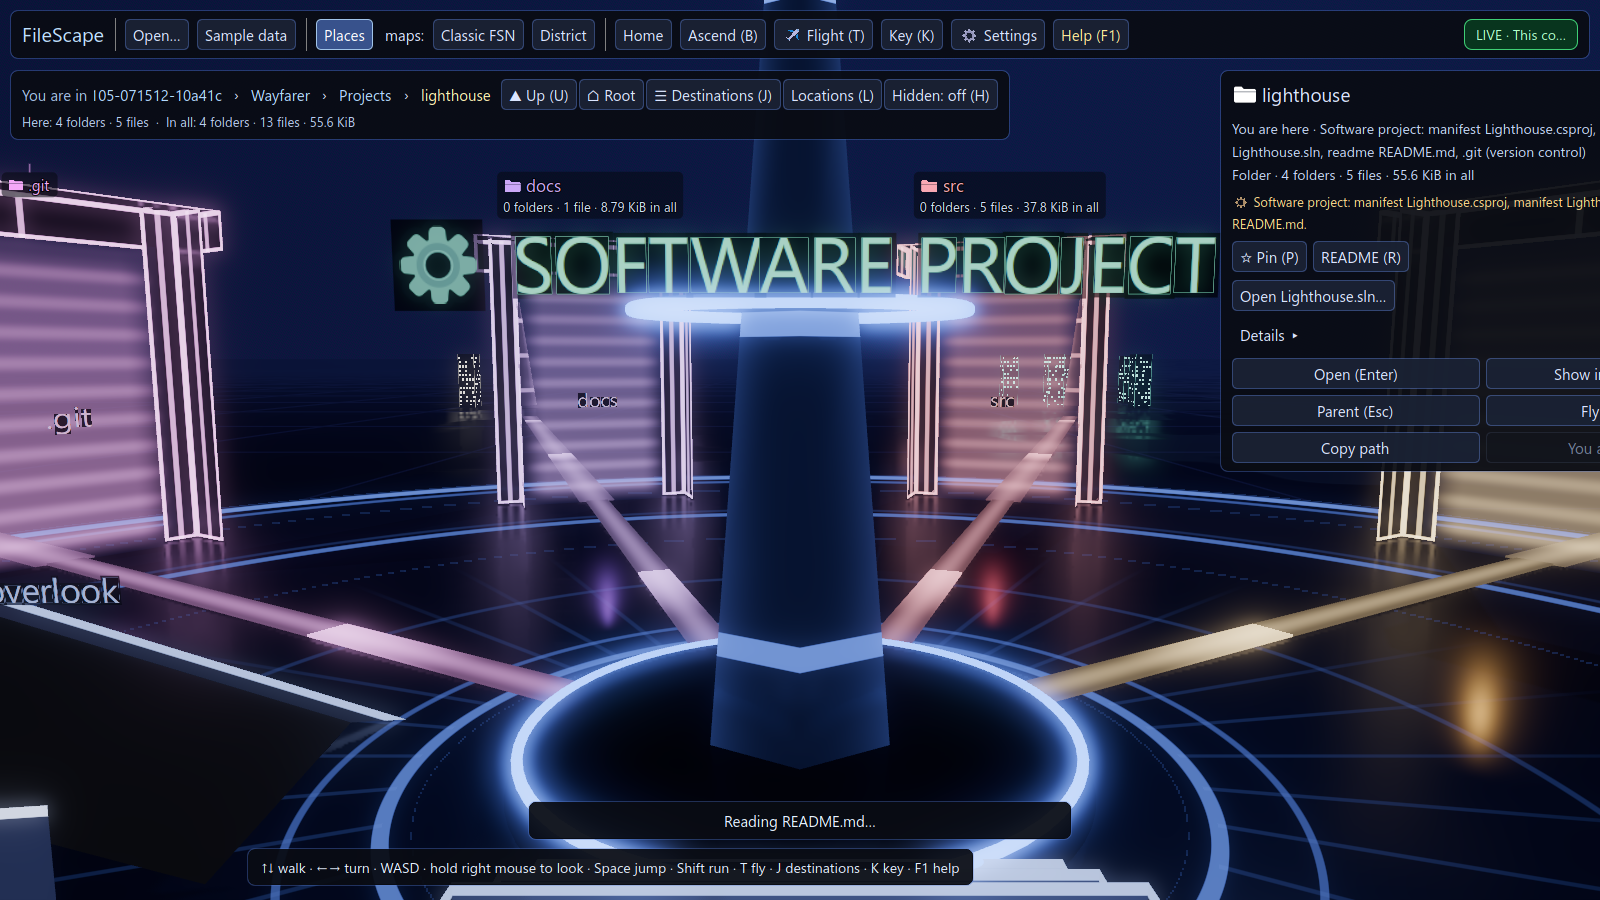 FileScape
Open...
Sample data
Places
maps:
Classic FSN
District
Home
Ascend (B)
Flight (T)
Key (K)
Settings
Help (F1)
LIVE · This co...
You are in 105-071512-10a41c › Wayfarer › Projects › lighthouse
▲ Up (U)
Root
☰ Destinations (J)
Locations (L)
Hidden: off (H)
Here: 4 folders · 5 files · In all: 4 folders · 13 files · 55.6 KiB
lighthouse
You are here · Software project: manifest Lighthouse.csproj,
Lighthouse.sln, readme README.md, .git (version control)
Folder · 4 folders · 5 files · 55.6 KiB in all
Software project: manifest Lighthouse.csproj, manifest Lighth
README.md.
☆ Pin (P)
README (R)
Open Lighthouse.sln...
Details ▸
Open (Enter)
Show i
Parent (Esc)
Fly
Copy path
You a
.git
docs
0 folders · 1 file · 8.79 KiB in all
src
0 folders · 5 files · 37.8 KiB in all
SOFTWARE PROJECT
.git
docs
src
overlook
Reading README.md...
↑↓ walk · ←→ turn · WASD · hold right mouse to look · Space jump · Shift run · T fly · J destinations · K key · F1 help